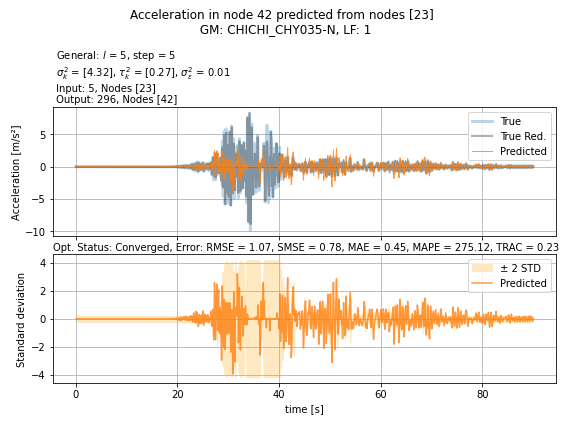 Acceleration in node 42 predicted from nodes [23]
GM: CHICHI_CHY035-N, LF: 1
General: l = 5, step = 5
σ²ₖ = [4.32], τ²ₖ = [0.27], σ²ε = 0.01
Input: 5, Nodes [23]
Output: 296, Nodes [42]
True
True Red.
Predicted
Acceleration [m/s²]
5
0
−5
−10
Opt. Status: Converged, Error: RMSE = 1.07, SMSE = 0.78, MAE = 0.45, MAPE = 275.12, TRAC = 0.23
± 2 STD
Predicted
Standard deviation
4
2
0
−2
−4
0 20 40 60 80
time [s]